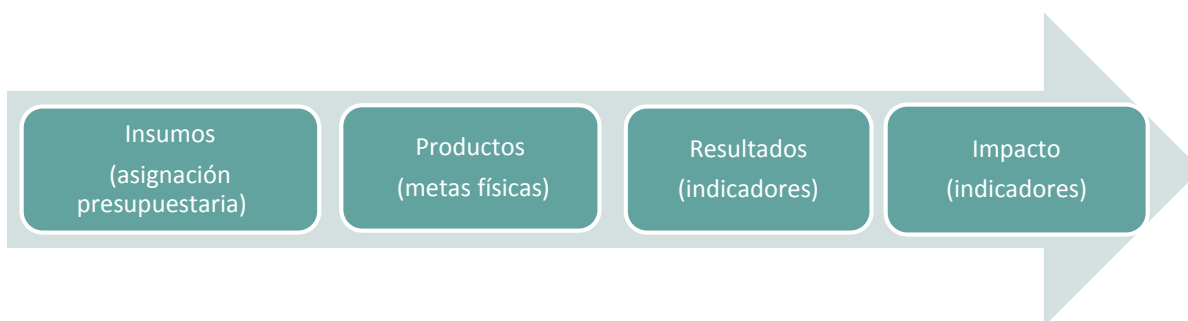 Insumos
(asignación
presupuestaria)
Productos
(metas físicas)
Resultados
(indicadores)
Impacto
(indicadores)